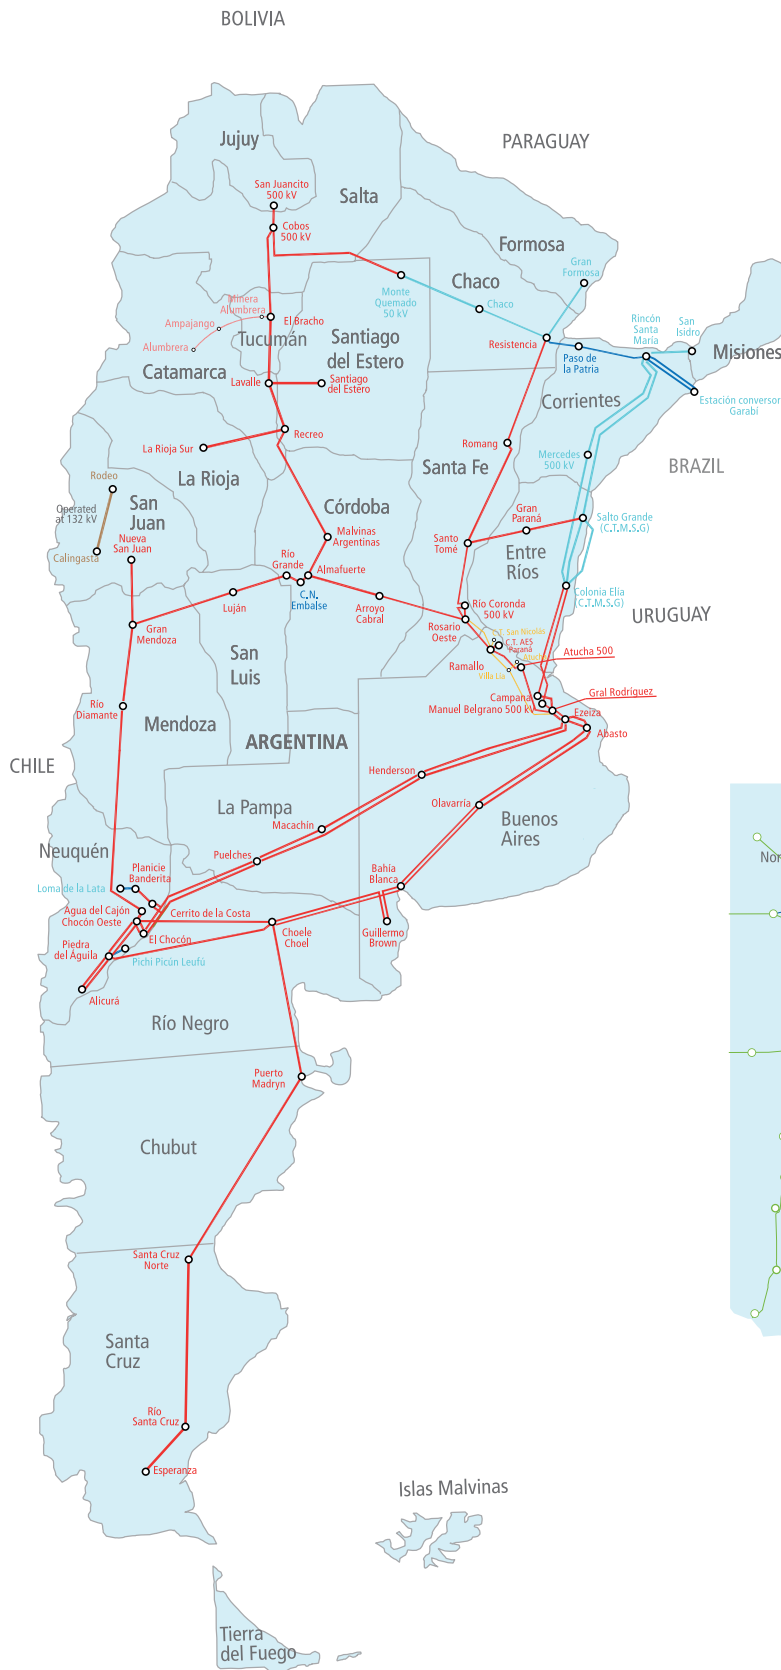 BOLIVIA
Jujuy
PARAGUAY
San Juancito
500 kV
Salta
Cobos
500 kV
Formosa
Gran
Formosa
Chaco
Monte
Quemado
50 kV
Chaco
Minera
Alumbrera
Ampajango
El Bracho
Alumbrera
Tucumán
Santiago
del Estero
Resistencia
Paso de
la Patria
Rincón
Santa
María
San
Isidro
Misiones
Catamarca
Lavalle
Santiago
del Estero
Corrientes
Estación conversor
Garabí
Recreo
La Rioja Sur
Romang
Mercedes
500 kV
BRAZIL
La Rioja
Santa Fe
Rodeo
San
Juan
Operated
at 132 kV
Nueva
San Juan
Calingasta
Córdoba
Malvinas
Argentinas
Gran
Paraná
Salto Grande
(C.T.M.S.G)
Santo
Tomé
Entre
Ríos
Río
Grande
Almafuerte
C.N.
Embalse
Luján
Arroyo
Cabral
Colonia Elía
(C.T.M.S.G)
Río Coronda
500 kV
URUGUAY
Gran
Mendoza
Rosario
Oeste
San
Luis
C.T. San Nicolás
C.T. AES
Paraná
Atucha 500
Ramallo
Villa Lia
Río
Diamante
Mendoza
Campana
Manuel Belgrano 500 kV
Gral Rodríguez
Ezeiza
Abasto
ARGENTINA
CHILE
Henderson
La Pampa
Olavarría
Buenos
Aires
Macachín
Neuquén
Puelches
Nor
Planicie
Banderita
Loma de la Lata
Bahía
Blanca
Agua del Cajón
Chocón Oeste
Cerrito de la Costa
El Chocón
Choele
Choel
Guillermo
Brown
Piedra
del Águila
Pichi Picún Leufú
Alicurá
Río Negro
Puerto
Madryn
Chubut
Santa Cruz
Norte
Santa
Cruz
Río
Santa Cruz
Esperanza
Islas Malvinas
Tierra
del Fuego